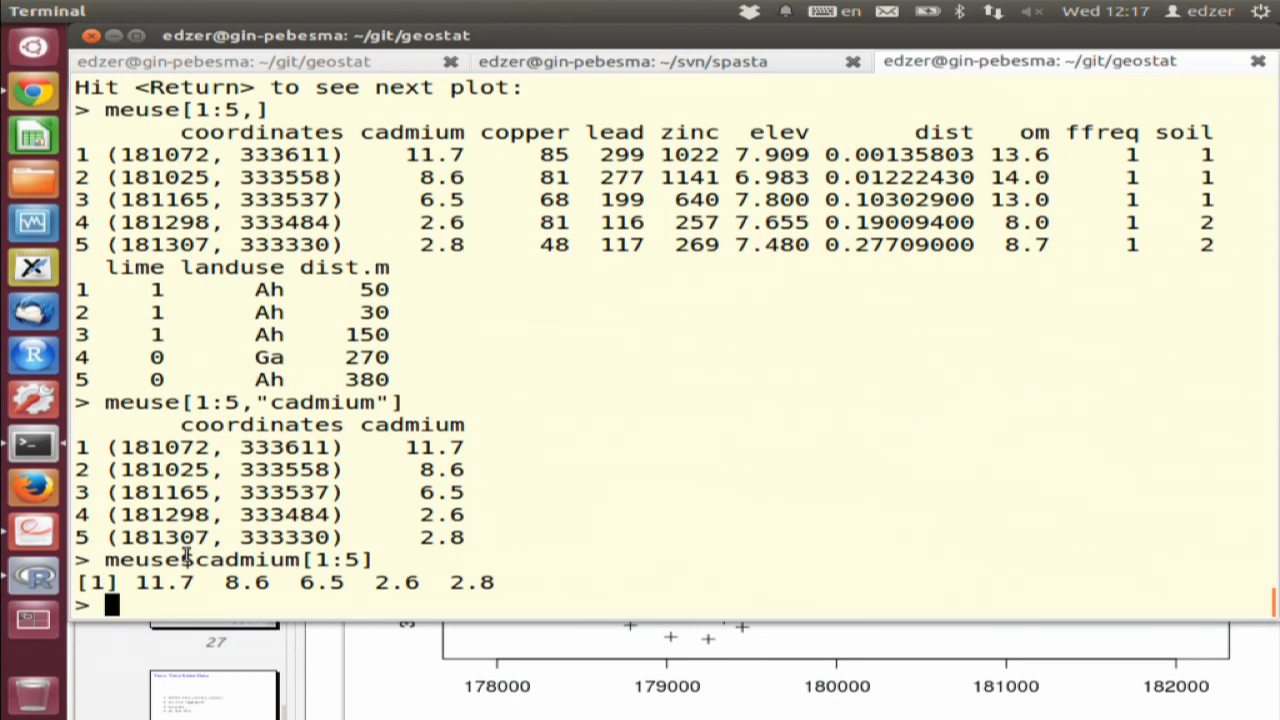 Terminal
en
Wed 12:17
edzer
edzer@gin-pebesma: ~/git/geostat
edzer@gin-pebesma: ~/git/geostat
edzer@gin-pebesma: ~/svn/spasta
edzer@gin-pebesma: ~/git/geostat
Hit <Return> to see next plot:
> meuse[1:5,]
coordinates cadmium copper lead zinc elev dist om ffreq soil
1 (181072, 333611) 11.7 85 299 1022 7.909 0.00135803 13.6 1 1
2 (181025, 333558) 8.6 81 277 1141 6.983 0.01222430 14.0 1 1
3 (181165, 333537) 6.5 68 199 640 7.800 0.10302900 13.0 1 1
4 (181298, 333484) 2.6 81 116 257 7.655 0.19009400 8.0 1 2
5 (181307, 333330) 2.8 48 117 269 7.480 0.27709000 8.7 1 2
lime landuse dist.m
1 1 Ah 50
2 1 Ah 30
3 1 Ah 150
4 0 Ga 270
5 0 Ah 380
> meuse[1:5,"cadmium"]
coordinates cadmium
1 (181072, 333611) 11.7
2 (181025, 333558) 8.6
3 (181165, 333537) 6.5
4 (181298, 333484) 2.6
5 (181307, 333330) 2.8
> meuse$cadmium[1:5]
[1] 11.7 8.6 6.5 2.6 2.8
>
27
178000 179000 180000 181000 182000